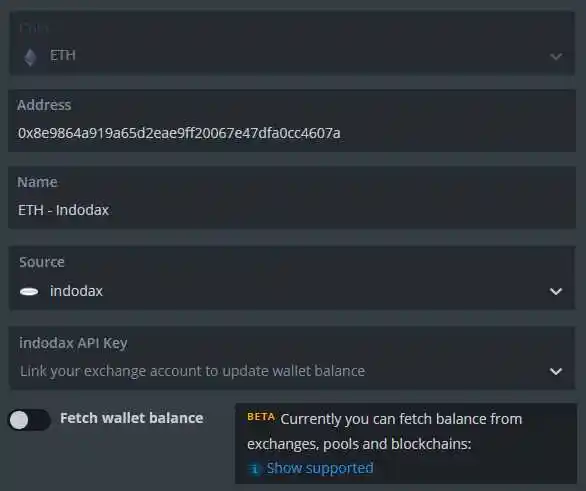 Coin
ETH
Address
0x8e9864a919a65d2eae9ff20067e47dfa0cc4607a
Name
ETH - Indodax
Source
indodax
indodax API Key
Link your exchange account to update wallet balance
Fetch wallet balance
BETA Currently you can fetch balance from
exchanges, pools and blockchains:
i Show supported